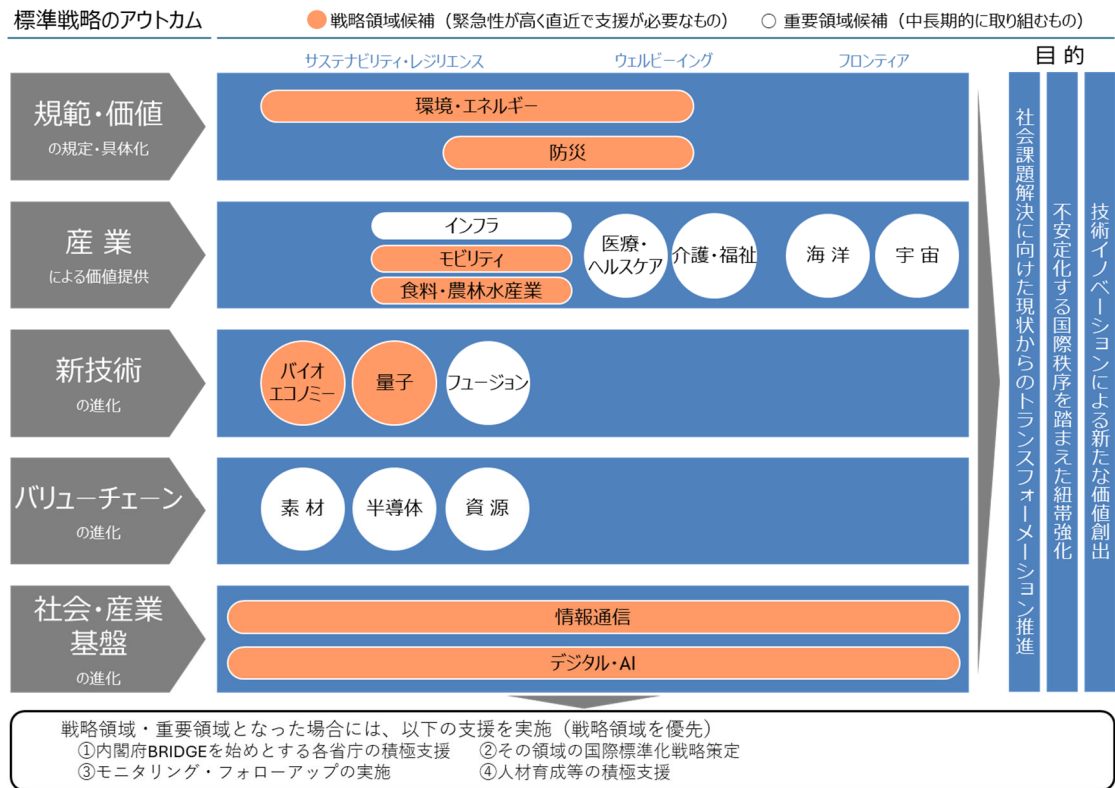 標準戦略のアウトカム
● 戦略領域候補（緊急性が高く直近で支援が必要なもの）
○ 重要領域候補（中長期的に取り組むもの）
サステナビリティ・レジリエンス
ウェルビーイング
フロンティア
目的
規範・価値
の規定・具体化
環境・エネルギー
防災
産業
による価値提供
インフラ
モビリティ
食料・農林水産業
医療・
ヘルスケア
介護・福祉
海洋
宇宙
新技術
の進化
バイオ
エコノミー
量子
フュージョン
バリューチェーン
の進化
素材
半導体
資源
社会・産業
基盤
の進化
情報通信
デジタル・AI
社会課題解決に向けた現状からのトランスフォーメーション推進
不安定化する国際秩序を踏まえた紐帯強化
技術イノベーションによる新たな価値創出
戦略領域・重要領域となった場合には、以下の支援を実施（戦略領域を優先）
①内閣府BRIDGEを始めとする各省庁の積極支援 ②その領域の国際標準化戦略策定
③モニタリング・フォローアップの実施 ④人材育成等の積極支援